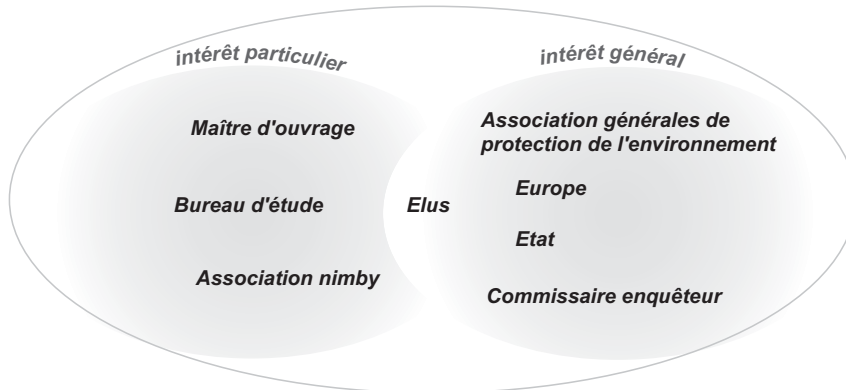 intérêt particulier
intérêt général
Maître d'ouvrage
Association générales de
protection de l'environnement
Bureau d'étude
Elus
Europe
Etat
Association nimby
Commissaire enquêteur